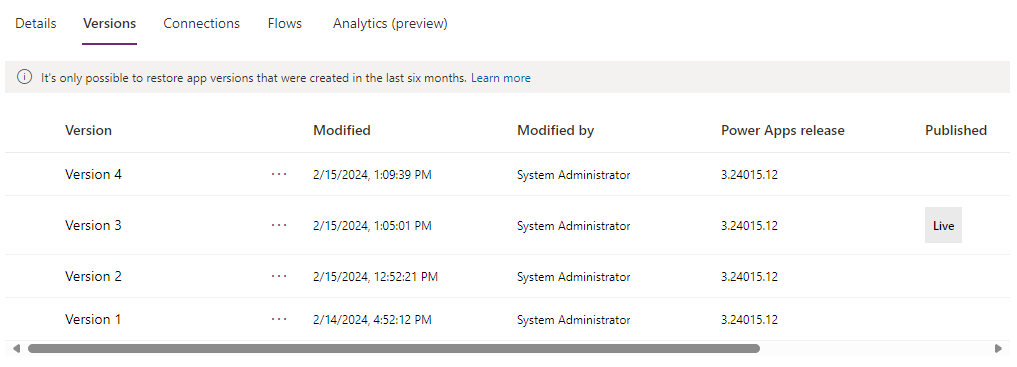 Details Versions Connections Flows Analytics (preview)
It's only possible to restore app versions that were created in the last six months. Learn more
Version Modified Modified by Power Apps release Published
Version 4 ··· 2/15/2024, 1:09:39 PM System Administrator 3.24015.12
Version 3 ··· 2/15/2024, 1:05:01 PM System Administrator 3.24015.12 Live
Version 2 ··· 2/15/2024, 12:52:21 PM System Administrator 3.24015.12
Version 1 ··· 2/14/2024, 4:52:12 PM System Administrator 3.24015.12